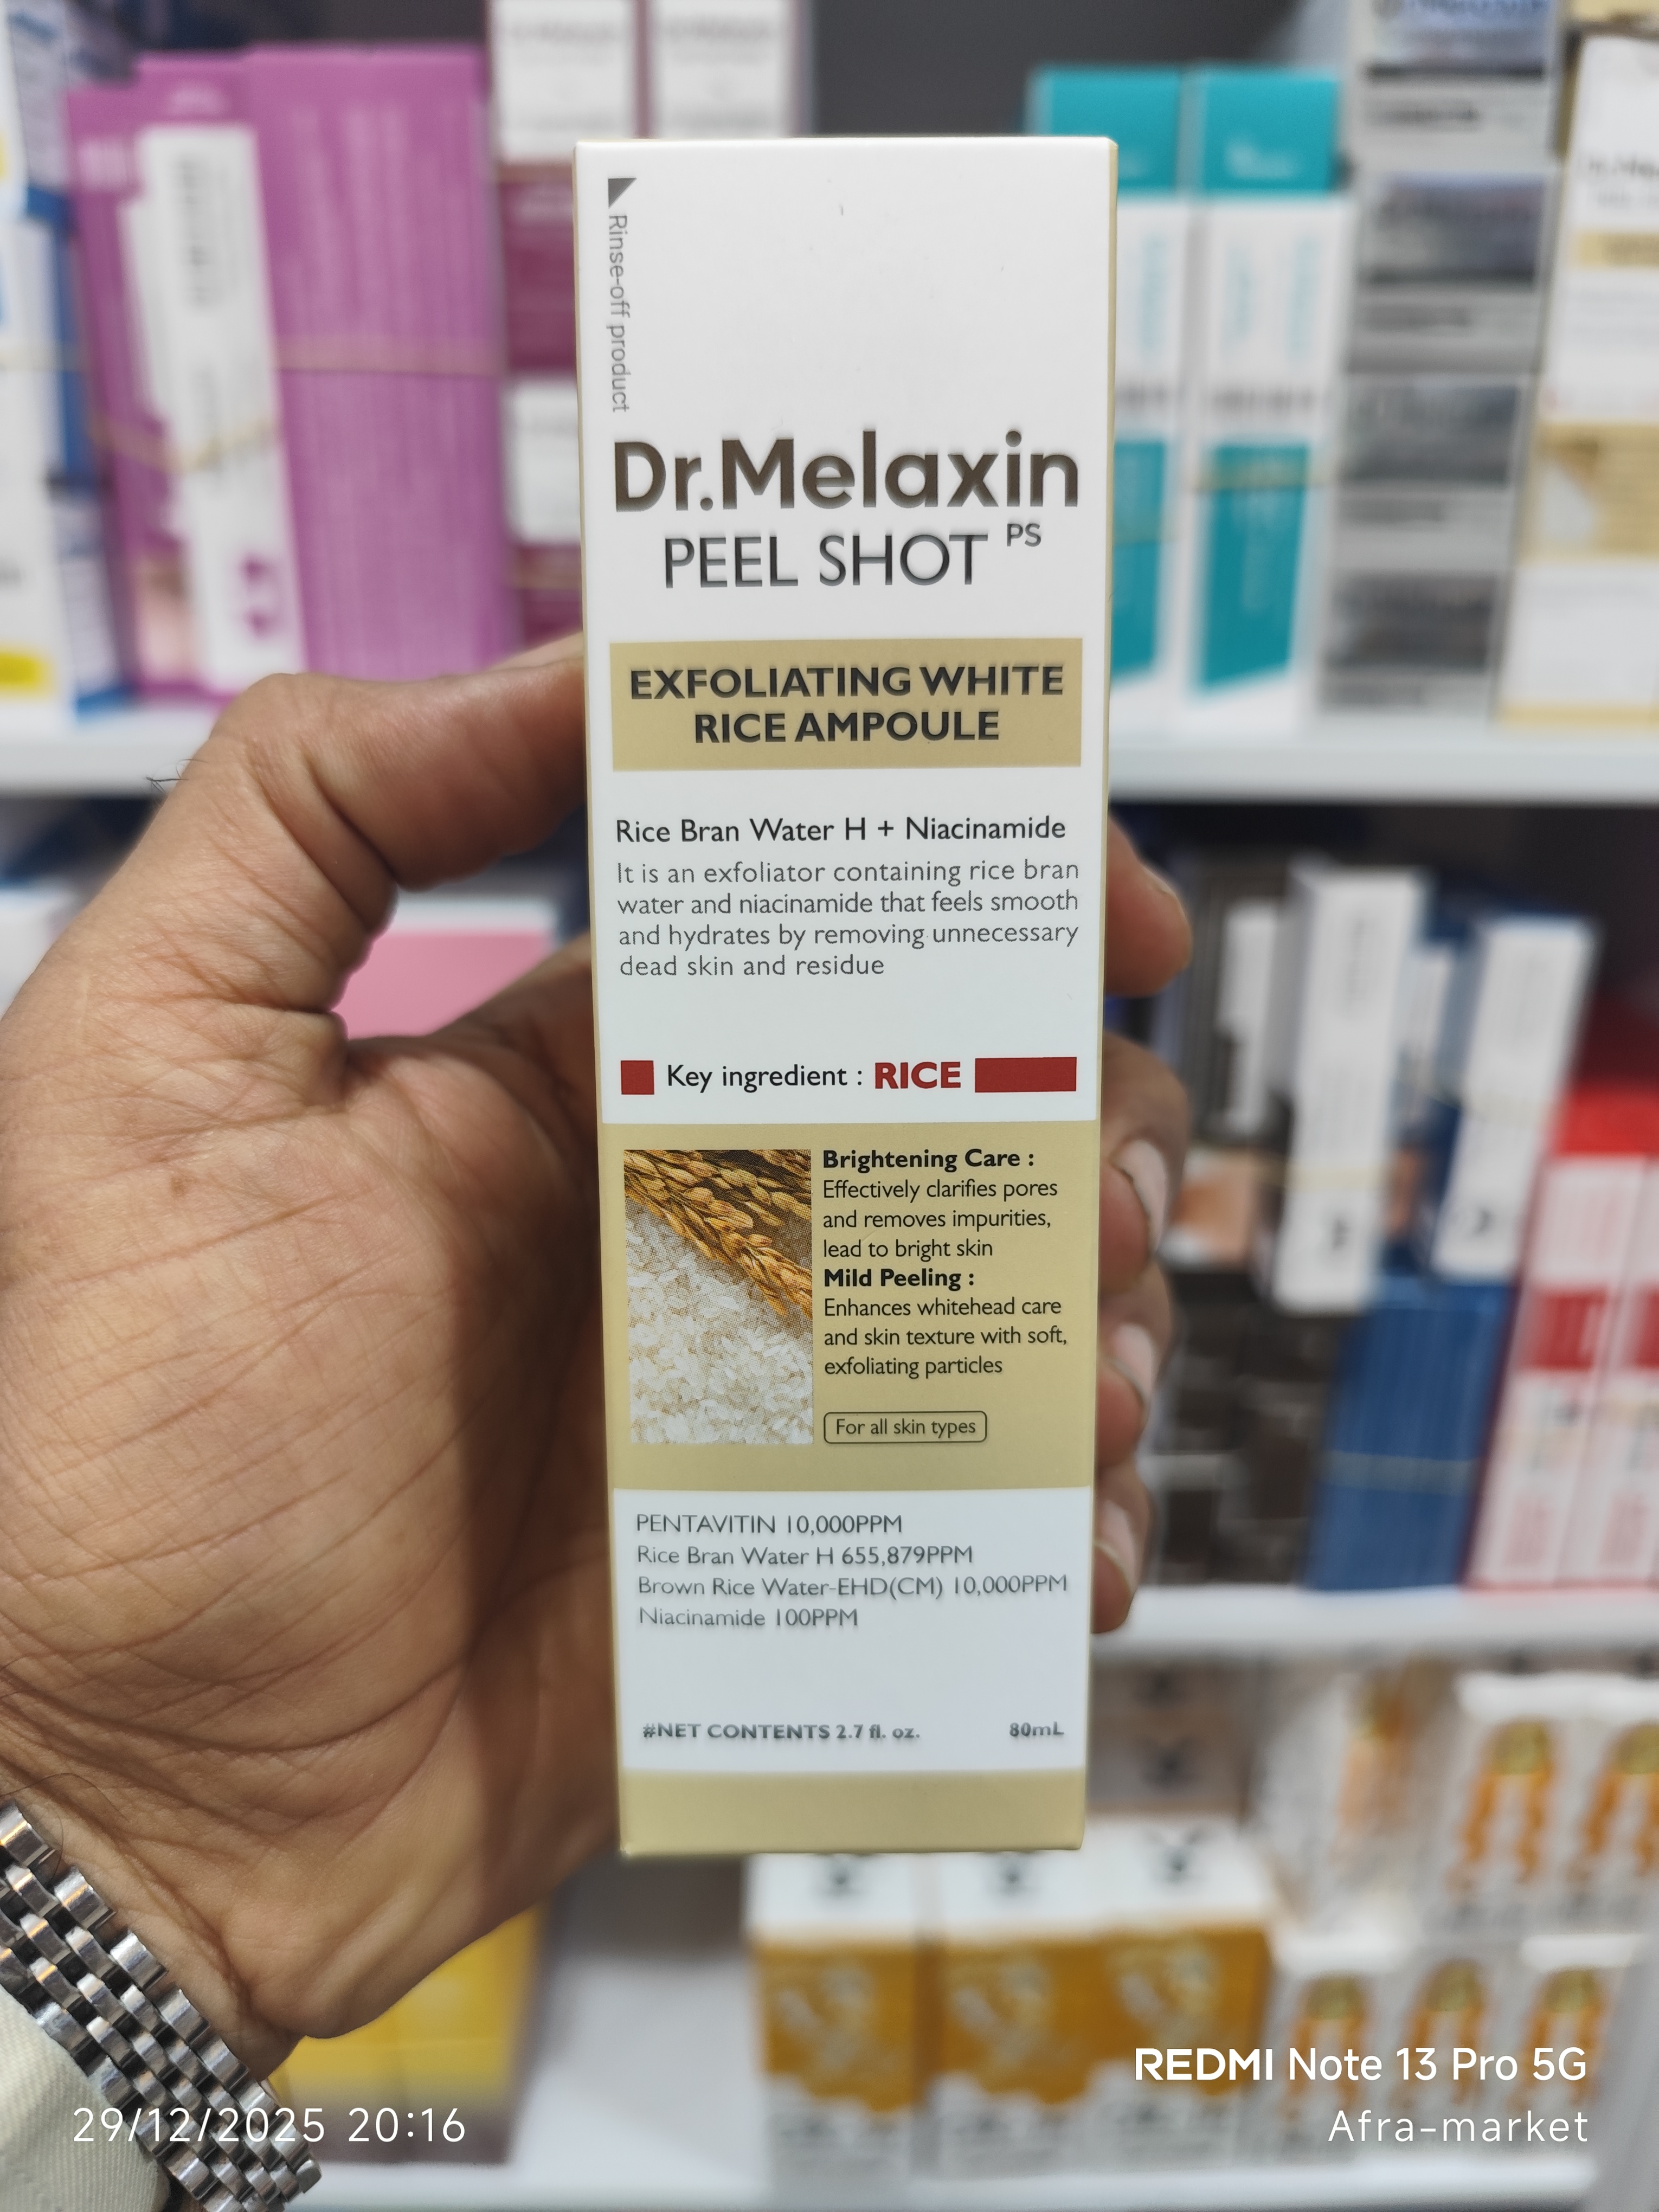 Rinse-off product
Dr.Melaxin
PEEL SHOT PS
EXFOLIATING WHITE
RICE AMPOULE
Rice Bran Water H + Niacinamide
It is an exfoliator containing rice bran
water and niacinamide that feels smooth
and hydrates by removing unnecessary
dead skin and residue
Key ingredient : RICE
Brightening Care :
Effectively clarifies pores
and removes impurities,
lead to bright skin
Mild Peeling :
Enhances whitehead care
and skin texture with soft,
exfoliating particles
For all skin types
PENTAVITIN 10,000PPM
Rice Bran Water H 655,879PPM
Brown Rice Water-EHD(CM) 10,000PPM
Niacinamide 100PPM
#NET CONTENTS 2.7 fl. oz. 80mL
REDMI Note 13 Pro 5G
29/12/2025 20:16
Afra-market